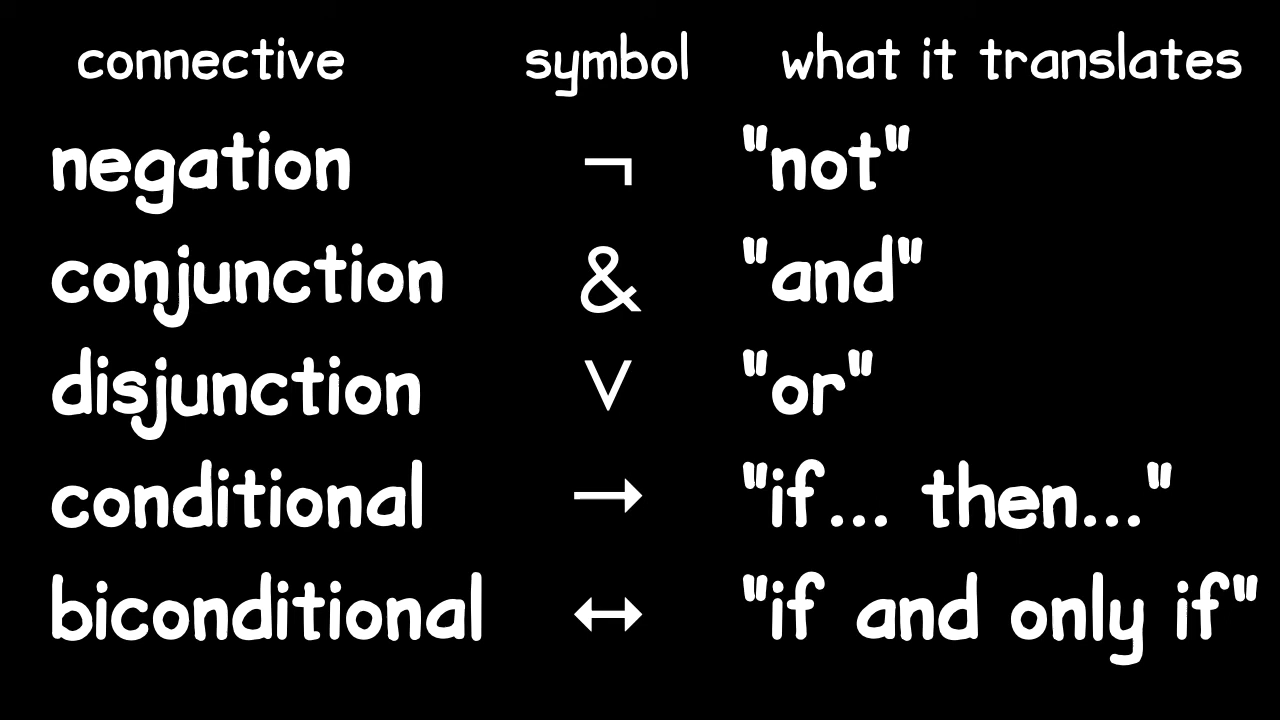 connective symbol what it translates
negation ¬ "not"
conjunction & "and"
disjunction ∨ "or"
conditional → "if... then..."
biconditional ↔ "if and only if"